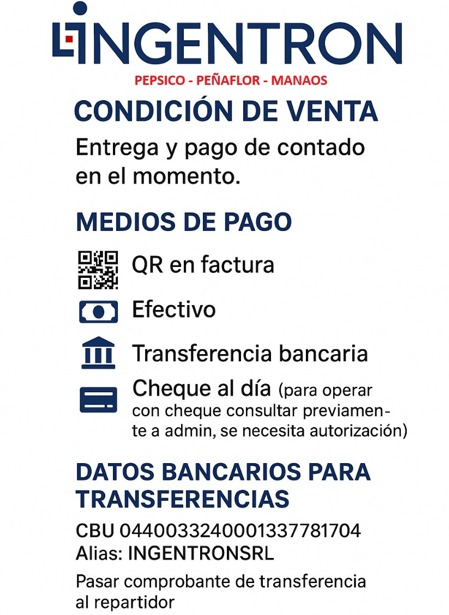 INGENTRON
PEPSICO - PEÑAFLOR - MANAOS
CONDICIÓN DE VENTA
Entrega y pago de contado
en el momento.
MEDIOS DE PAGO
QR en factura
Efectivo
Transferencia bancaria
Cheque al día (para operar
con cheque consultar previamen-
te a admin, se necesita autorización)
DATOS BANCARIOS PARA
TRANSFERENCIAS
CBU 0440033240001337781704
Alias: INGENTRONSRL
Pasar comprobante de transferencia
al repartidor